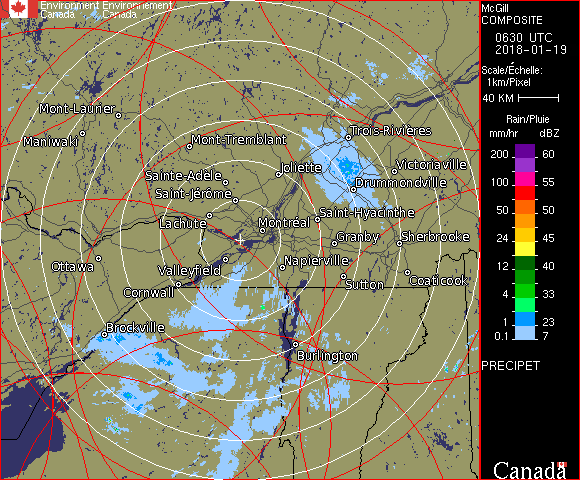 Environment Environnement
Canada Canada
McGill
COMPOSITE
0630 UTC
2018-01-19
Scale/Échelle:
1km/Pixel
40 KM
Rain/Pluie
mm/hr dBZ
200 60
100 55
50 50
24 45
12 40
4 33
1 23
0.1 7
PRECIPET
Canada
Mont-Laurier
Maniwaki
Mont-Tremblant
Trois-Rivières
Joliette
Victoriaville
Sainte-Adèle
Drummondville
Saint-Jérôme
Saint-Hyacinthe
Lachute
Montréal
Granby
Sherbrooke
Ottawa
Valleyfield
Napierville
Sutton
Coaticook
Cornwall
Brockville
Burlington